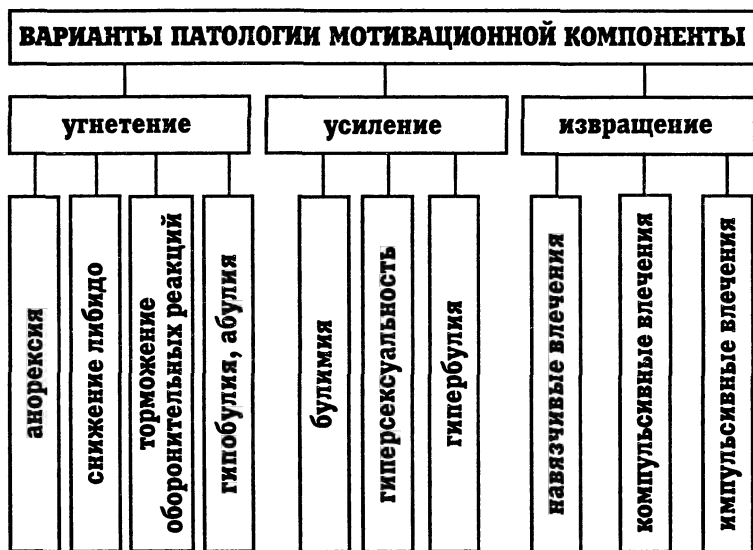 ВАРИАНТЫ ПАТОЛОГИИ МОТИВАЦИОННОЙ КОМПОНЕНТЫ
угнетение
усиление
извращение
анорексия
снижение либидо
торможение
оборонительных реакций
гипобулия, абулия
булимия
гиперсексуальность
гипербулия
навязчивые влечения
компульсивные влечения
импульсивные влечения